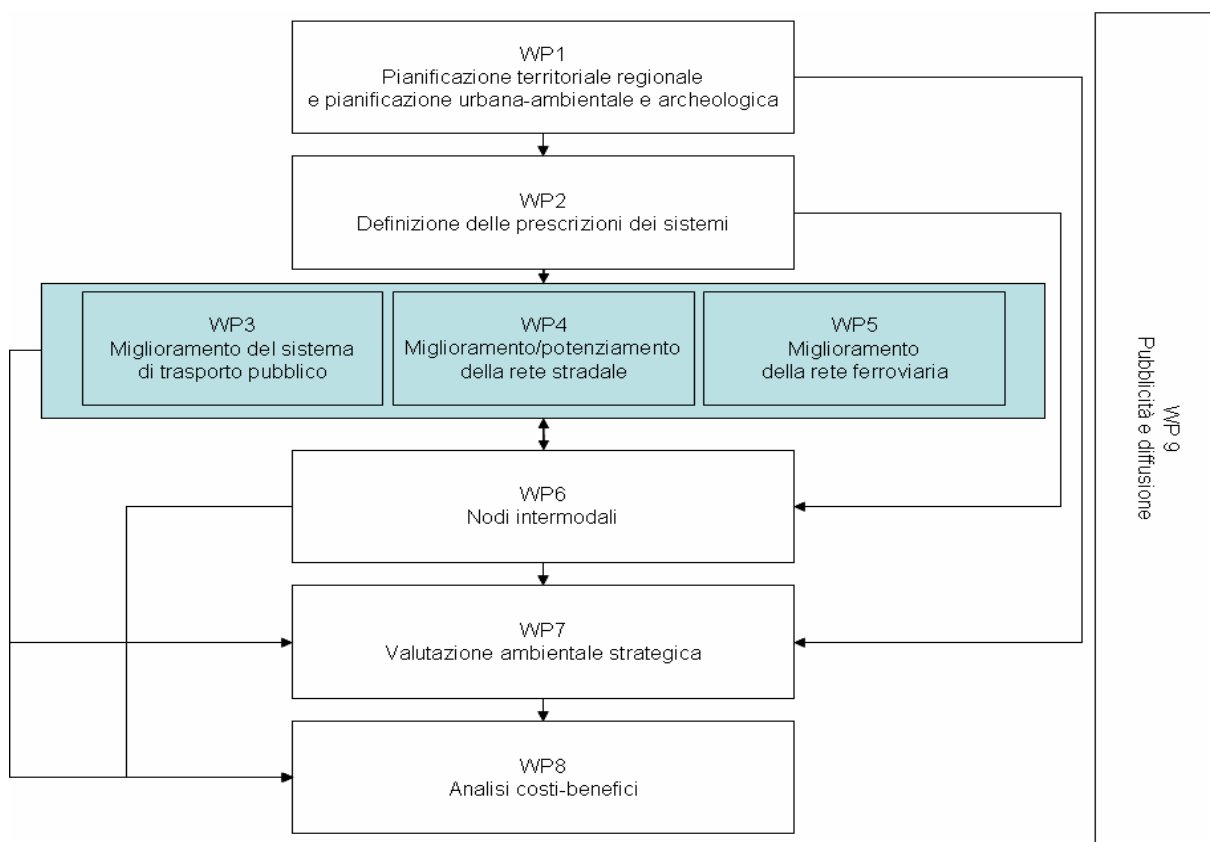 WP1
Pianificazione territoriale regionale
e pianificazione urbana-ambientale e archeologica
WP2
Definizione delle prescrizioni dei sistemi
WP3
Miglioramento del sistema
di trasporto pubblico
WP4
Miglioramento/potenziamento
della rete stradale
WP5
Miglioramento
della rete ferroviaria
WP6
Nodi intermodali
WP7
Valutazione ambientale strategica
WP8
Analisi costi-benefici
WP 9
Pubblicità e diffusione